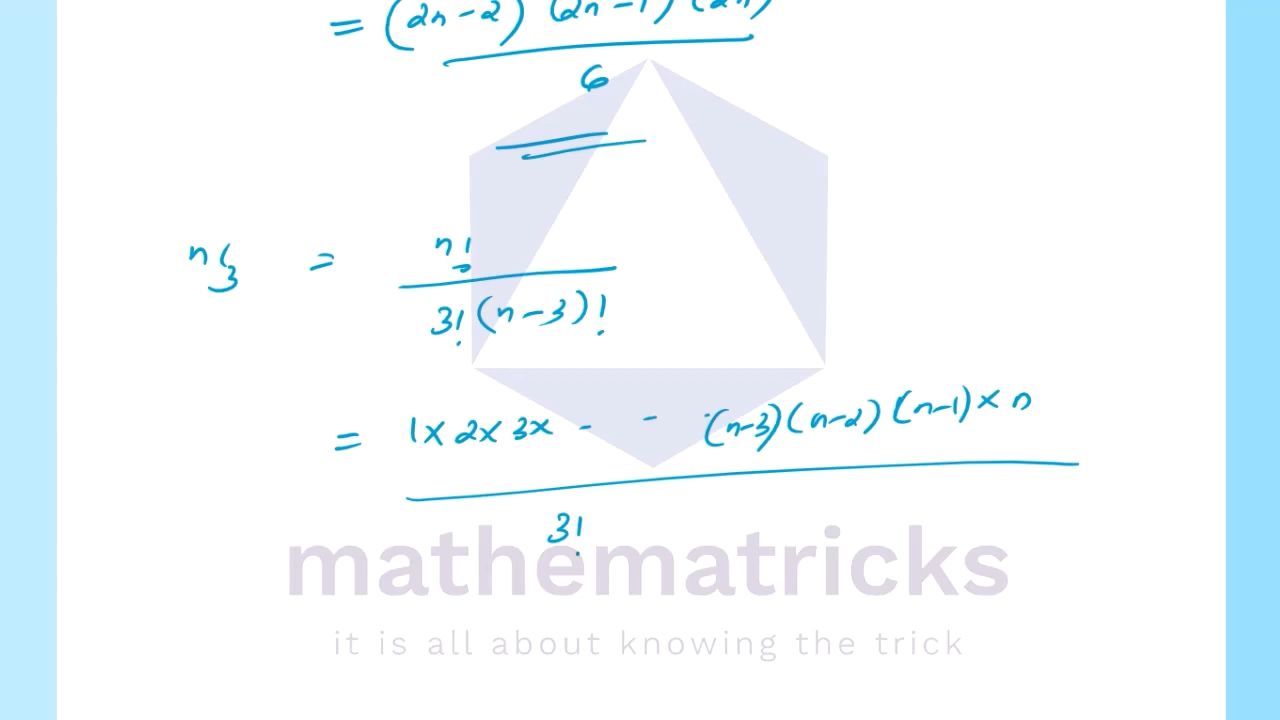 = (2n-2) (2n-1) (2n)
6
nC3 = n!
3! (n-3)!
= 1 x 2 x 3 x - - (n-3) (n-2) (n-1) x n
3!
mathematricks
it is all about knowing the trick